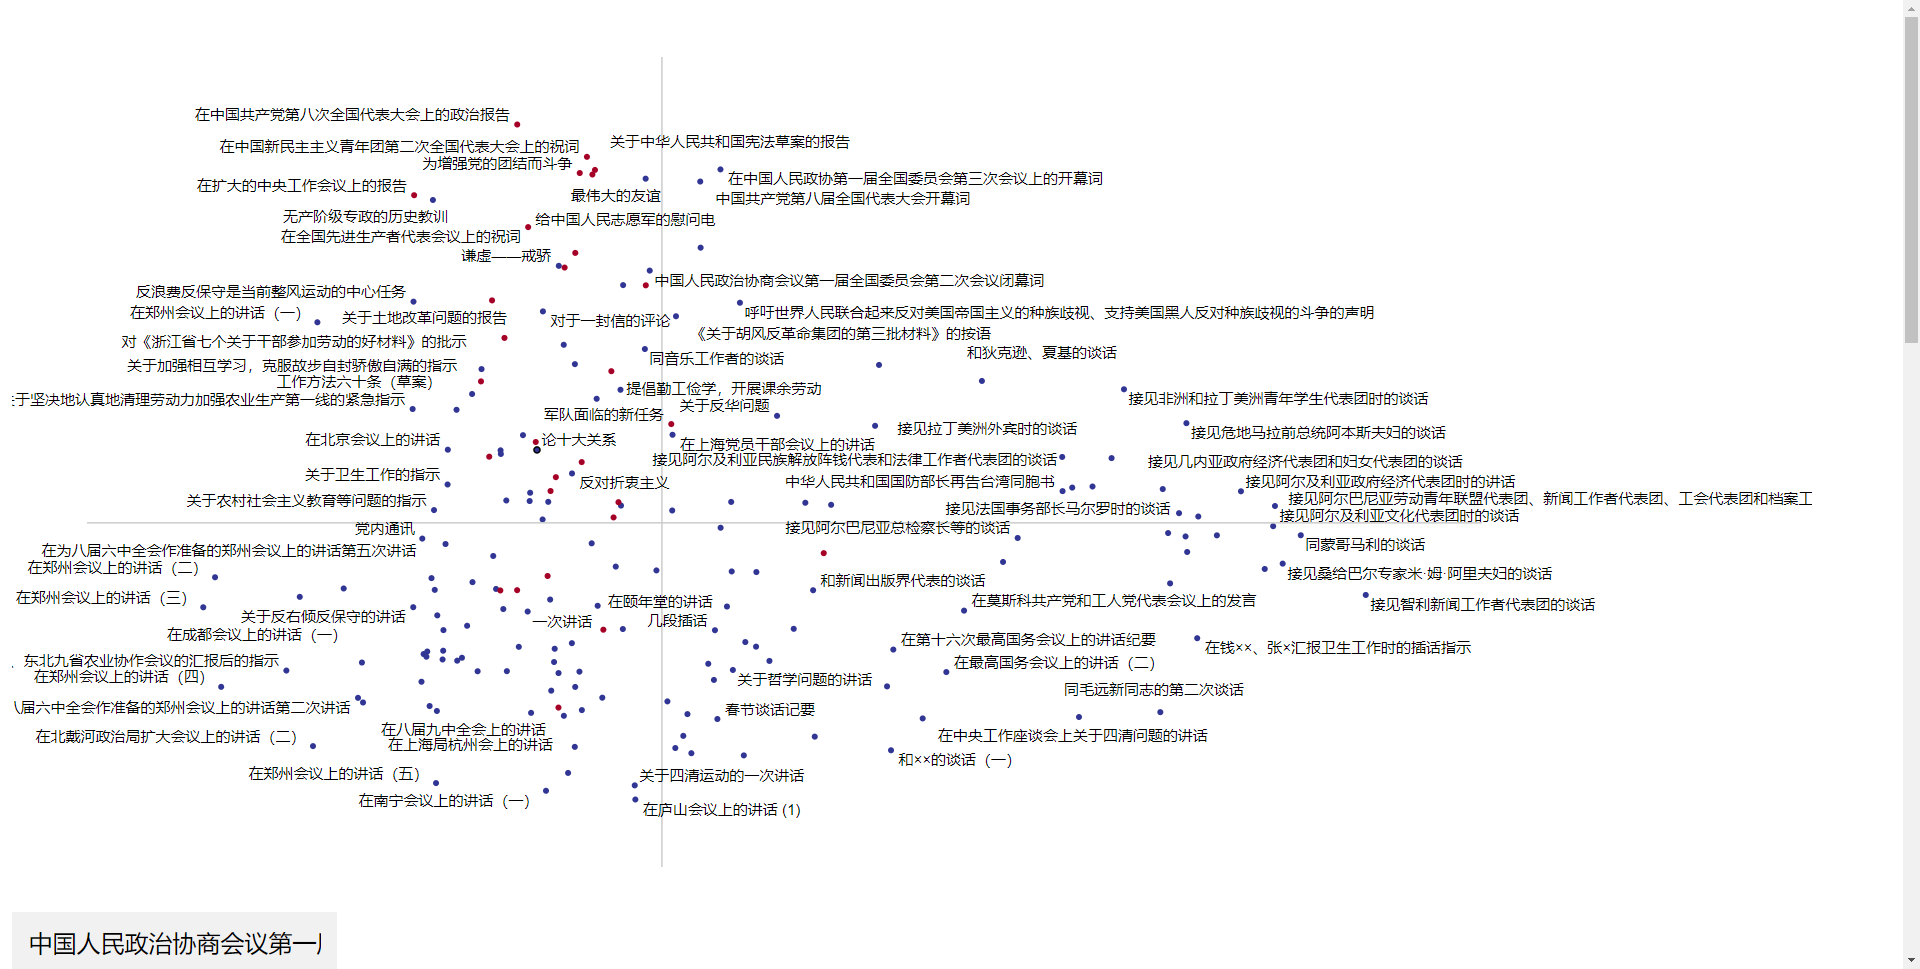 在中国共产党第八次全国代表大会上的政治报告
关于中华人民共和国宪法草案的报告
在中国新民主主义青年团第二次全国代表大会上的祝词
为增强党的团结而斗争
在中国人民政协第一届全国委员会第三次会议上的开幕词
在扩大的中央工作会议上的报告
最伟大的友谊
中国共产党第八届全国代表大会开幕词
无产阶级专政的历史教训
给中国人民志愿军的慰问电
在全国先进生产者代表会议上的祝词
谦虚——戒骄
中国人民政治协商会议第一届全国委员会第二次会议闭幕词
反浪费反保守是当前整风运动的中心任务
在郑州会议上的讲话（一）
关于土地改革问题的报告
对于一封信的评论
呼吁世界人民联合起来反对美国帝国主义的种族歧视、支持美国黑人反对种族歧视的斗争的声明
《关于胡风反革命集团的第三批材料》的按语
对《浙江省七个关于干部参加劳动的好材料》的批示
同音乐工作者的谈话
和狄克逊、夏基的谈话
关于加强相互学习，克服故步自封骄傲自满的指示
工作方法六十条（草案）
提倡勤工俭学，开展课余劳动
于坚决地认真地清理劳动力加强农业生产第一线的紧急指示
关于反华问题
接见非洲和拉丁美洲青年学生代表团时的谈话
军队面临的新任务
接见拉丁美洲外宾时的谈话
接见危地马拉前总统阿本斯夫妇的谈话
在北京会议上的讲话
论十大关系
在上海党员干部会议上的讲话
接见阿尔及利亚民族解放阵钱代表和法律工作者代表团的谈话
接见几内亚政府经济代表团和妇女代表团的谈话
关于卫生工作的指示
反对折衷主义
中华人民共和国国防部长再告台湾同胞书
接见阿尔及利亚政府经济代表团时的讲话
关于农村社会主义教育等问题的指示
接见阿尔巴尼亚劳动青年联盟代表团、新闻工作者代表团、工会代表团和档案工
接见法国事务部长马尔罗时的谈话
接见阿尔及利亚文化代表团时的谈话
党内通讯
接见阿尔巴尼亚总检察长等的谈话
同蒙哥马利的谈话
在为八届六中全会作准备的郑州会议上的讲话第五次讲话
在郑州会议上的讲话（二）
接见桑给巴尔专家米·姆·阿里夫妇的谈话
和新闻出版界代表的谈话
在郑州会议上的讲话（三）
在颐年堂的讲话
在莫斯科共产党和工人党代表会议上的发言
接见智利新闻工作者代表团的谈话
关于反右倾反保守的讲话
一次讲话
几段插话
在成都会议上的讲话（一）
在第十六次最高国务会议上的讲话纪要
在钱××、张×汇报卫生工作时的插话指示
、东北九省农业协作会议的汇报后的指示
在最高国务会议上的讲话（二）
在郑州会议上的讲话（四）
关于哲学问题的讲话
同毛远新同志的第二次谈话
八届六中全会作准备的郑州会议上的讲话第二次讲话
春节谈话记要
在八届九中全会上的讲话
在中央工作座谈会上关于四清问题的讲话
在北戴河政治局扩大会议上的讲话（二）
在上海局杭州会上的讲话
和××的谈话（一）
在郑州会议上的讲话（五）
关于四清运动的一次讲话
在南宁会议上的讲话（一）
在庐山会议上的讲话 (1)
中国人民政治协商会议第一